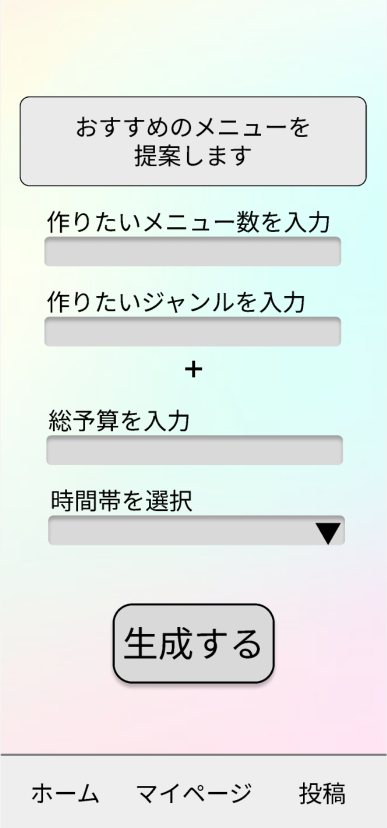 おすすめのメニューを
提案します
作りたいメニュー数を入力
作りたいジャンルを入力
+
総予算を入力
時間帯を選択
▼
生成する
ホーム マイページ 投稿